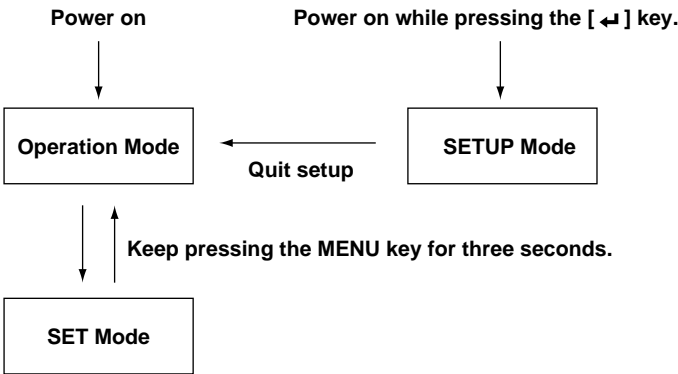 Power on
Power on while pressing the [ ↵ ] key.
Operation Mode
SETUP Mode
Quit setup
Keep pressing the MENU key for three seconds.
SET Mode